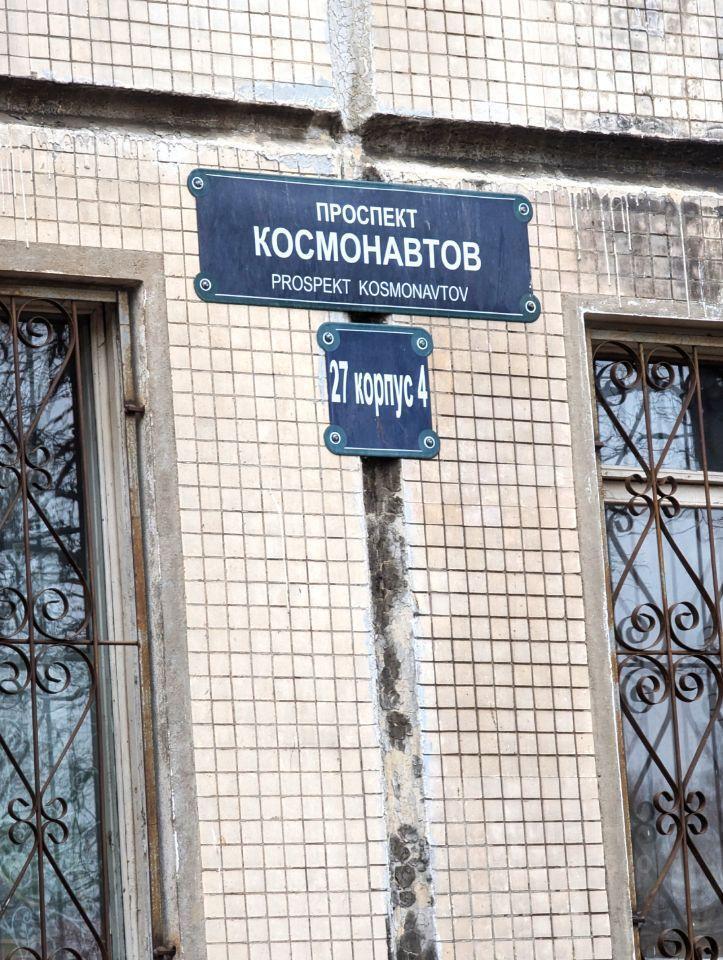 ПРОСПЕКТ
КОСМОНАВТОВ
PROSPEKT KOSMONAVTOV
27 корпус 4